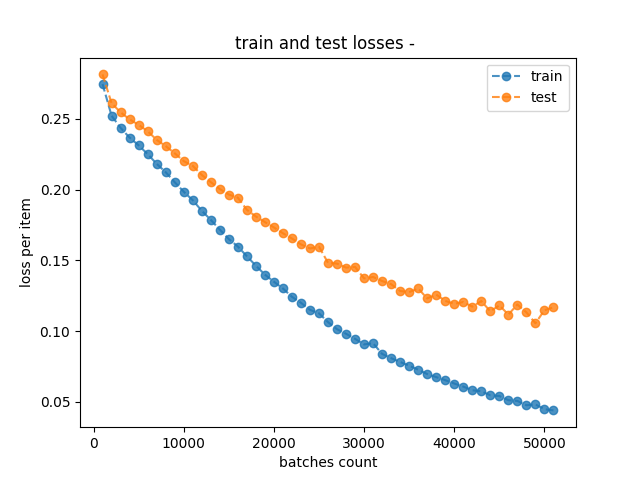 train and test losses -
train
test
loss per item
0.25
0.20
0.15
0.10
0.05
0
10000
20000
30000
40000
50000
batches count